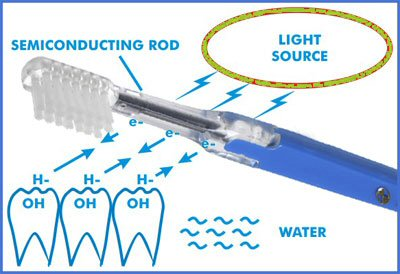 SEMICONDUCTING ROD
LIGHT
SOURCE
e-
e-
e-
H- H- H-
OH OH OH
WATER